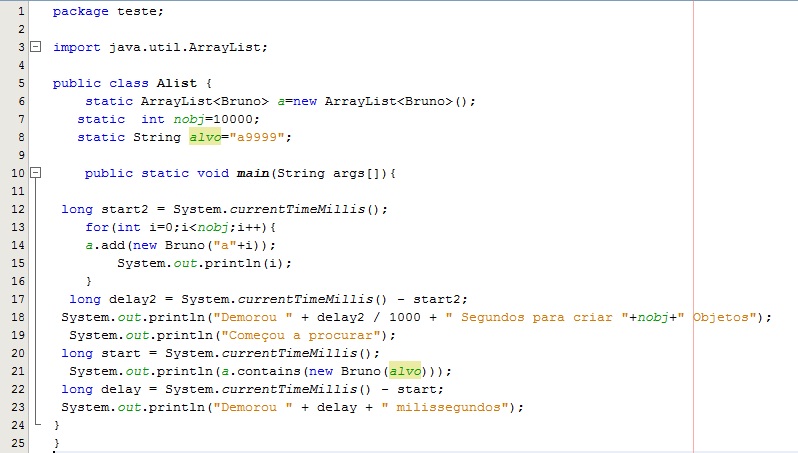 1 package teste;
2
3 import java.util.ArrayList;
4
5 public class Alist {
6 static ArrayList<Bruno> a=new ArrayList<Bruno>();
7 static  int nobj=10000;
8 static String alvo="a9999";
9
10 public static void main(String args[]){
11
12 long start2 = System.currentTimeMillis();
13 for(int i=0;i<nobj;i++){
14 a.add(new Bruno("a"+i));
15 System.out.println(i);
16 }
17 long delay2 = System.currentTimeMillis() - start2;
18 System.out.println("Demorou " + delay2 / 1000 + " Segundos para criar "+nobj+" Objetos");
19 System.out.println("Começou a procurar");
20 long start = System.currentTimeMillis();
21 System.out.println(a.contains(new Bruno(alvo)));
22 long delay = System.currentTimeMillis() - start;
23 System.out.println("Demorou " + delay + " milissegundos");
24 }
25 }